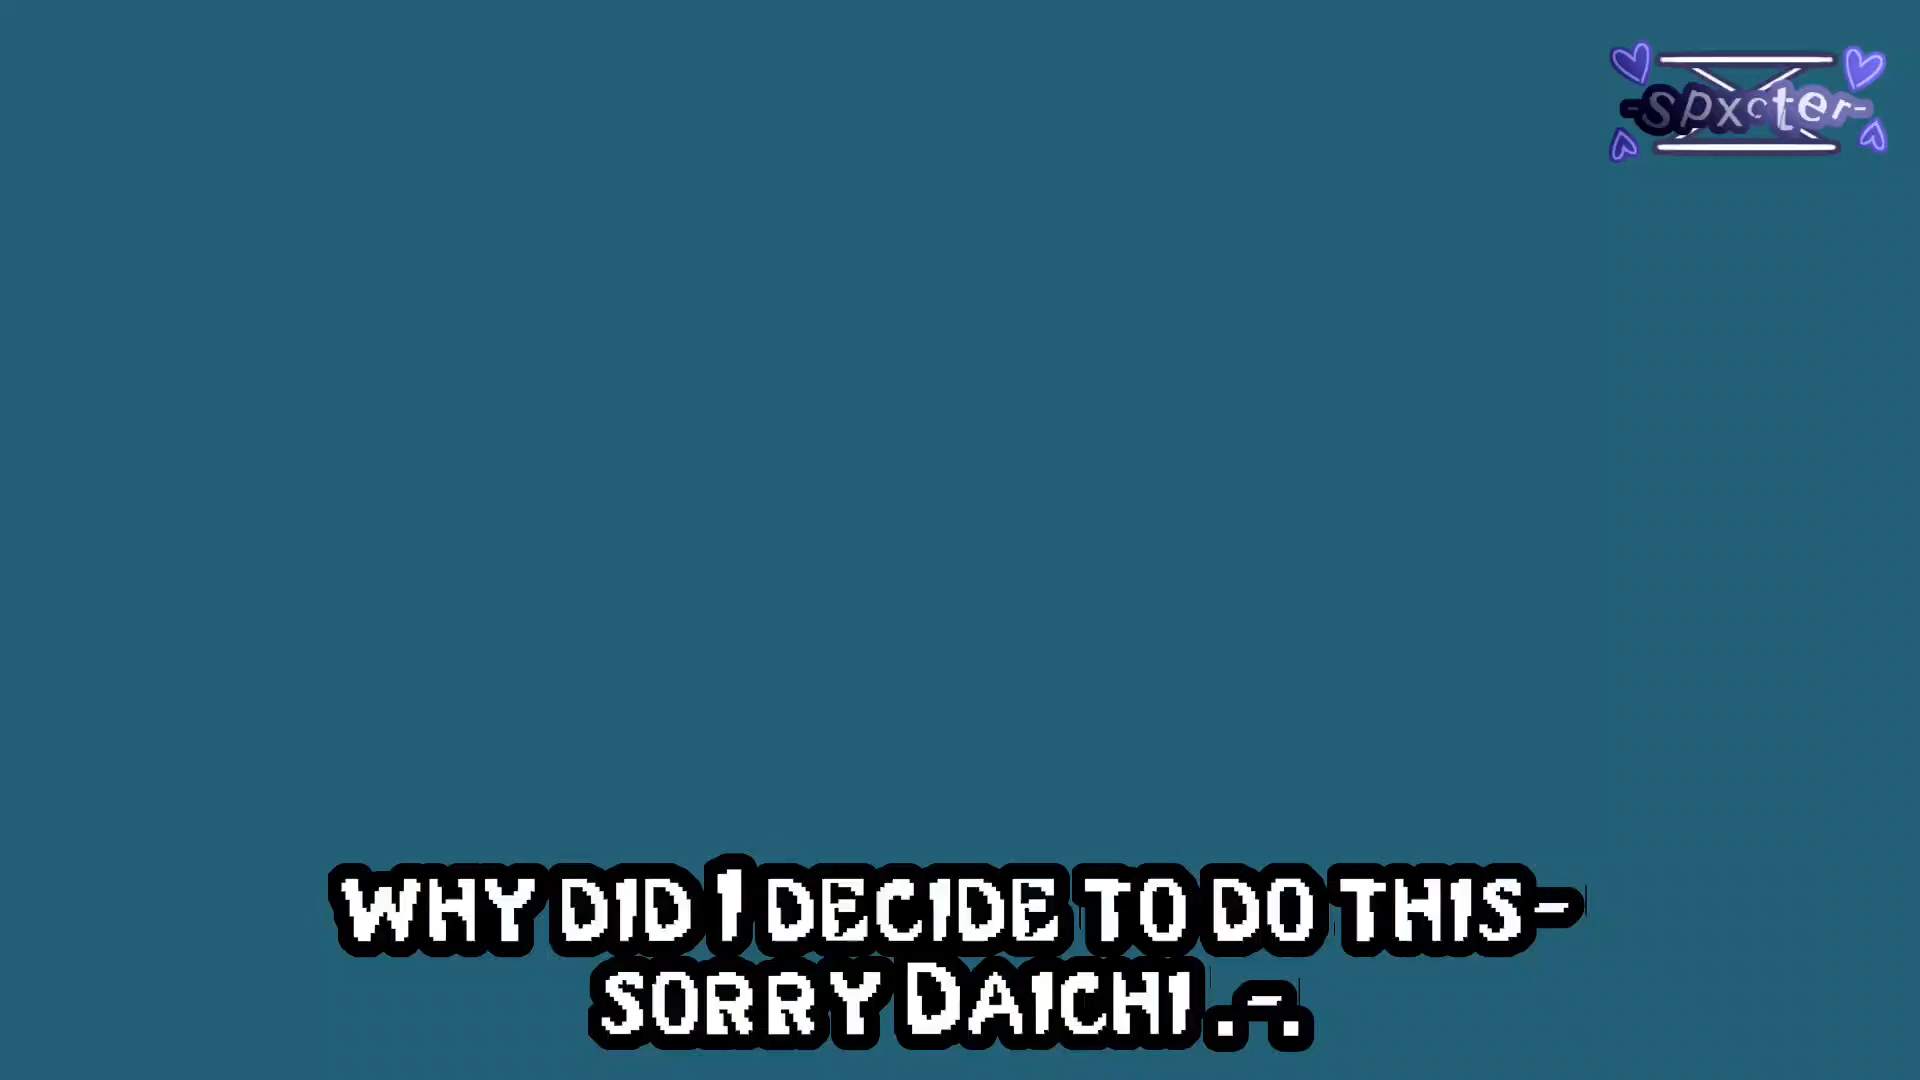 -spxcter-
why did I decide to do this-
sorry Daichi .-.